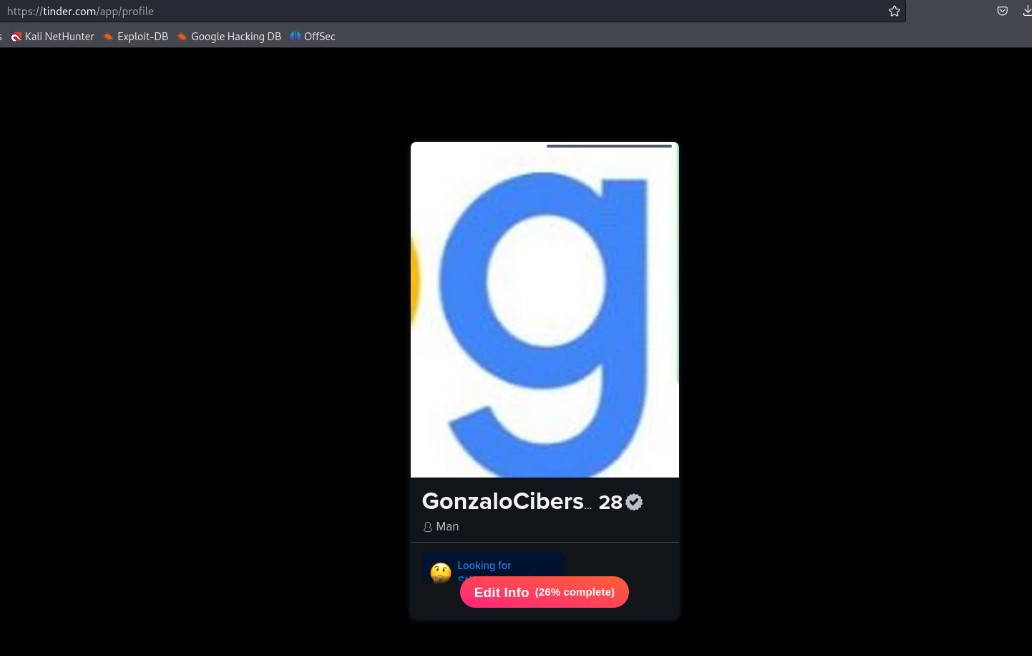 https://tinder.com/app/profile
Kali NetHunter Exploit-DB Google Hacking DB OffSec
g
GonzaloCibers... 28
Man
Looking for
Edit Info (26% complete)